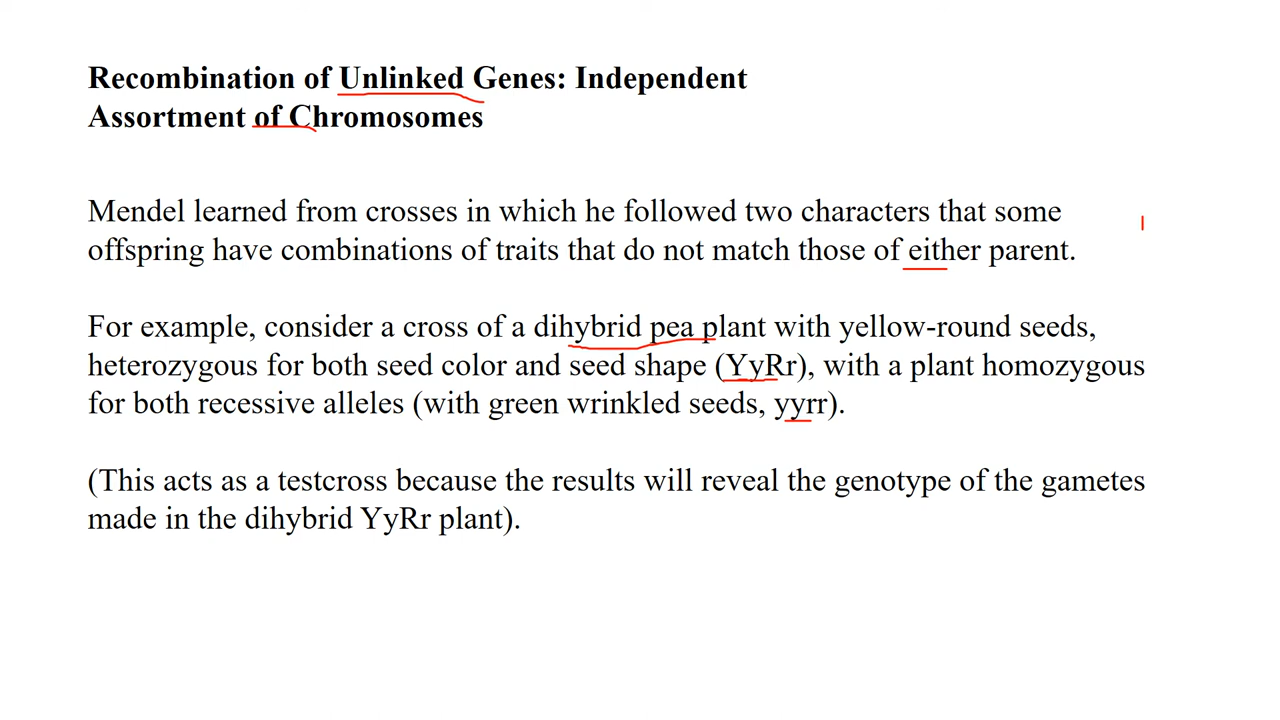 Recombination of Unlinked Genes: Independent
Assortment of Chromosomes
Mendel learned from crosses in which he followed two characters that some
offspring have combinations of traits that do not match those of either parent.
For example, consider a cross of a dihybrid pea plant with yellow-round seeds,
heterozygous for both seed color and seed shape (YyRr), with a plant homozygous
for both recessive alleles (with green wrinkled seeds, yyrr).
(This acts as a testcross because the results will reveal the genotype of the gametes
made in the dihybrid YyRr plant).